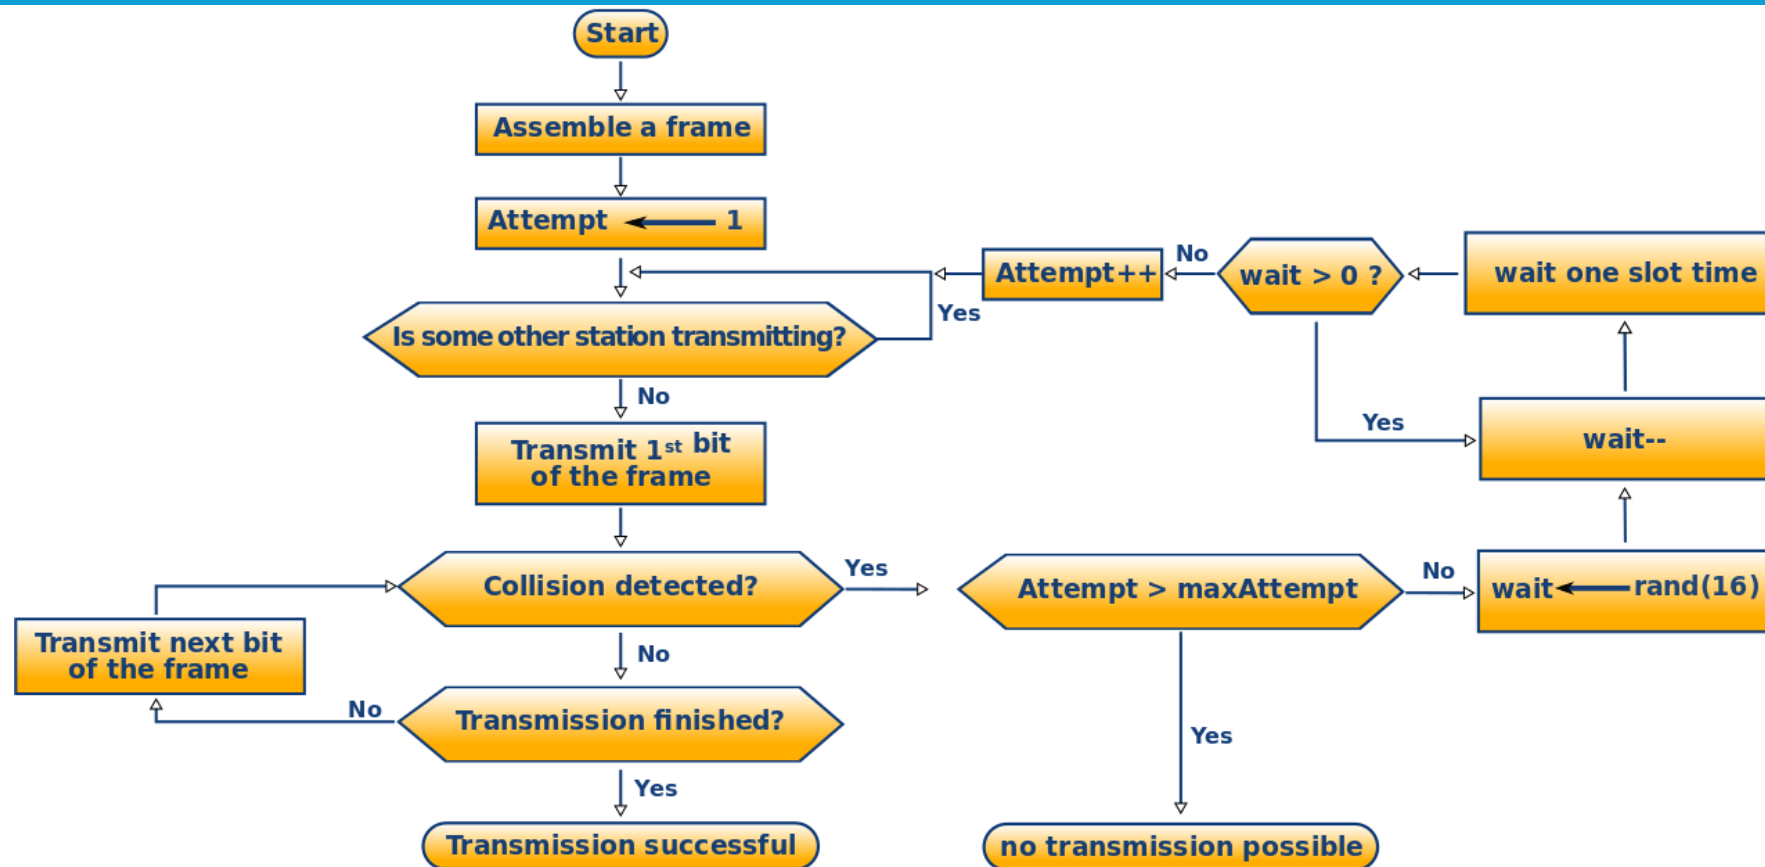 Start
Assemble a frame
Attempt 1
Attempt++
No
wait > 0 ?
wait one slot time
Yes
Is some other station transmitting?
No
Yes
wait--
Transmit 1st bit
of the frame
Collision detected?
Yes
Attempt > maxAttempt
No
wait rand(16)
Transmit next bit
of the frame
No
No
Transmission finished?
Yes
Yes
Transmission successful
no transmission possible